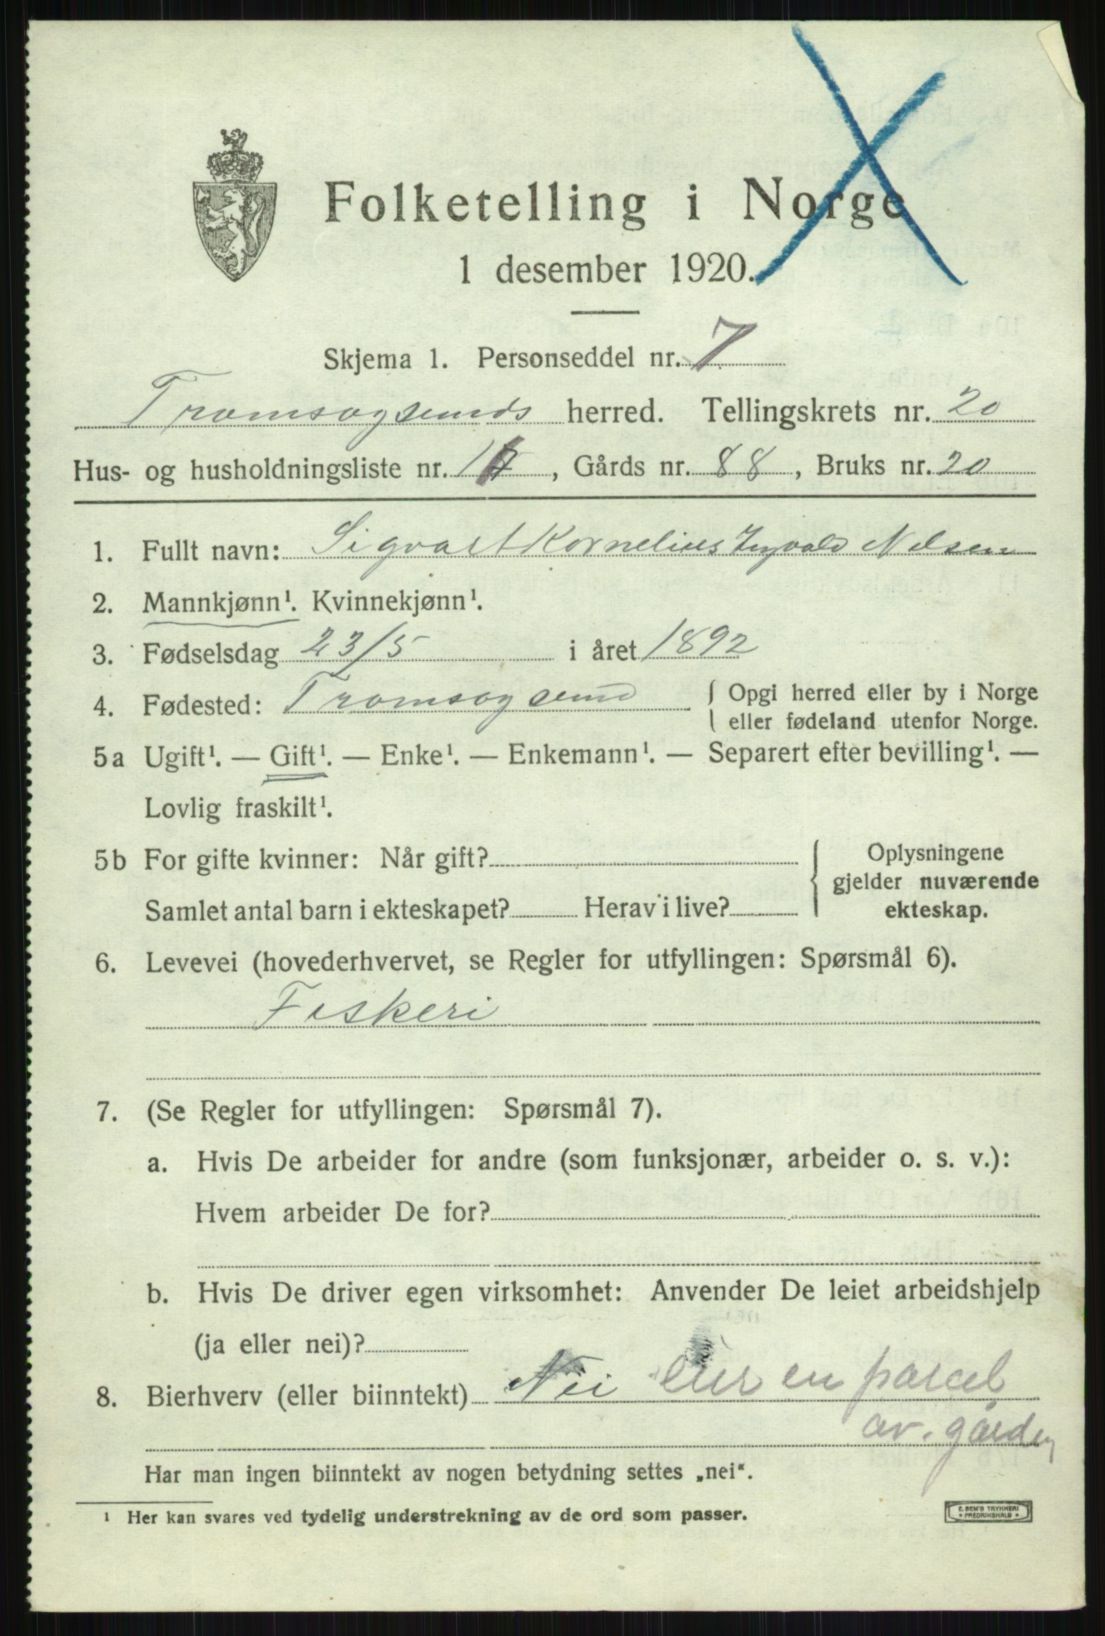 Folketelling i Norge
1 desember 1920.
Skjema 1. Personseddel nr. 7
Tromsøysunds herred. Tellingskrets nr. 20
Hus- og husholdningsliste nr. , Gårds nr. 88, Bruks nr. 20
1. Fullt navn: Sigvart Kornelius Ingvald Nilsen
2. Mannkjønn¹. Kvinnekjønn¹.
3. Fødselsdag 23/5 i året 1892
4. Fødested: Tromsøysund { Opgi herred eller by i Norge
eller fødeland utenfor Norge.
5a Ugift¹. — Gift¹. — Enke¹. — Enkemann¹. — Separert efter bevilling¹. —
Lovlig fraskilt¹.
5b For gifte kvinner: Når gift? { Oplysningene
gjelder nuværende
Samlet antal barn i ekteskapet? Herav i live? ekteskap.
6. Levevei (hovederhvervet, se Regler for utfyllingen: Spørsmål 6).
Fiskeri
7. (Se Regler for utfyllingen: Spørsmål 7).
a. Hvis De arbeider for andre (som funksjonær, arbeider o. s. v.):
Hvem arbeider De for?
b. Hvis De driver egen virksomhet: Anvender De leiet arbeidshjelp
(ja eller nei)?
8. Bierhverv (eller biinntekt) Nei Eier en parcel
av. gården
Har man ingen biinntekt av nogen betydning settes „nei“.
¹ Her kan svares ved tydelig understrekning av de ord som passer.
E. SEM'S TRYKKERI
FREDRIKSHALD